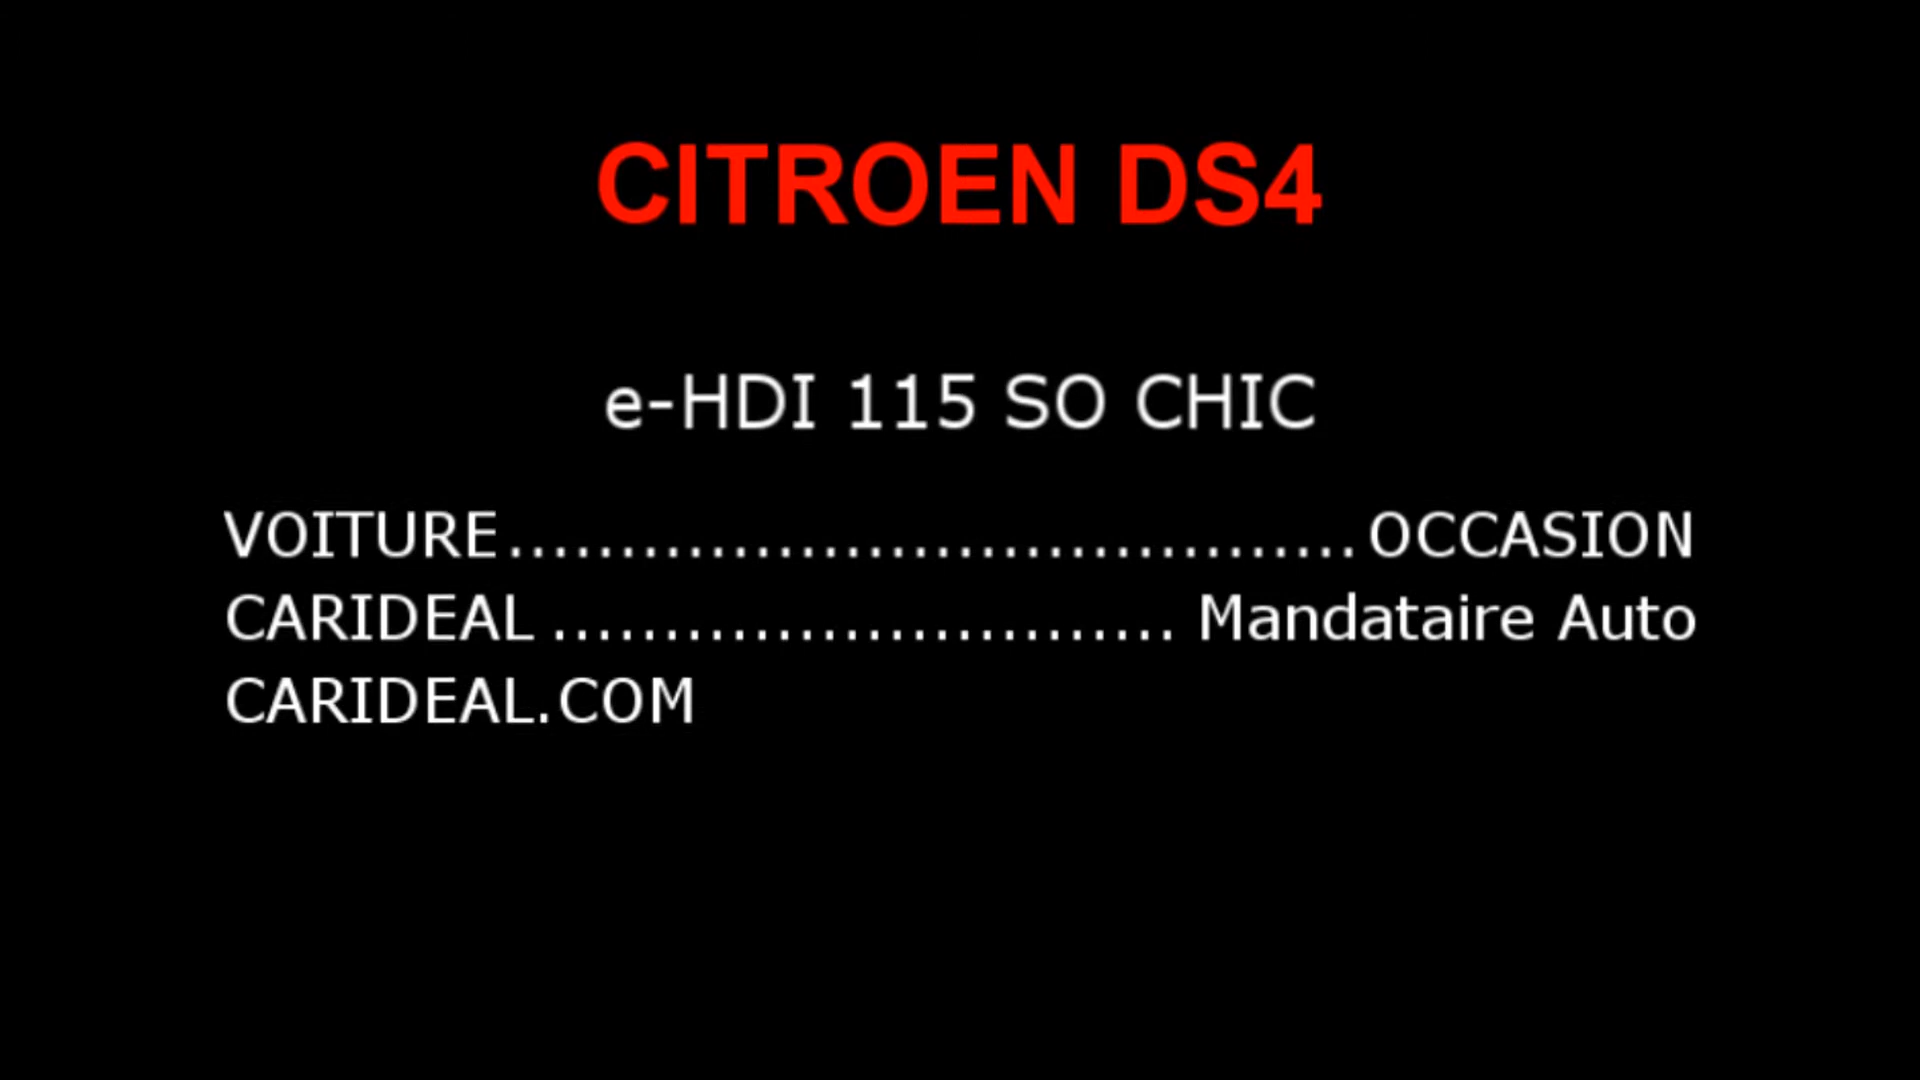 CITROEN DS4
e-HDI 115 SO CHIC
VOITURE......................................OCCASION
CARIDEAL ............................ Mandataire Auto
CARIDEAL.COM